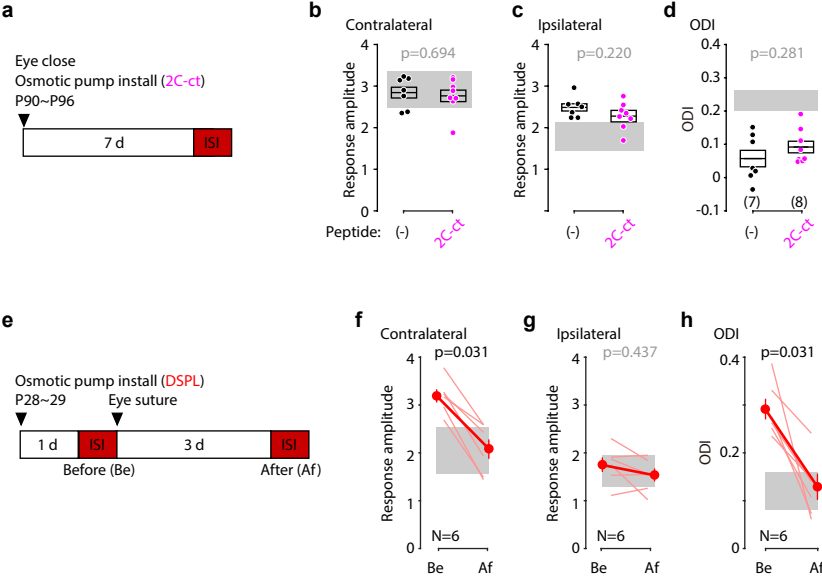 a
Eye close
Osmotic pump install (2C-ct)
P90~P96
7 d
ISI
b
Contralateral
p=0.694
Response amplitude
4
3
2
1
0
Peptide:
(-)
2C-ct
c
Ipsilateral
p=0.220
Response amplitude
4
3
2
1
(-)
2C-ct
d
ODI
p=0.281
ODI
0.4
0.3
0.2
0.1
0
-0.1
(7)
(8)
(-)
2C-ct
e
Osmotic pump install (DSPL)
P28~29
Eye suture
1 d
ISI
3 d
ISI
Before (Be)
After (Af)
f
Contralateral
p=0.031
Response amplitude
4
3
2
1
0
N=6
Be
Af
g
Ipsilateral
p=0.437
Response amplitude
4
3
2
1
0
N=6
Be
Af
h
ODI
p=0.031
ODI
0.4
0.2
0
N=6
Be
Af